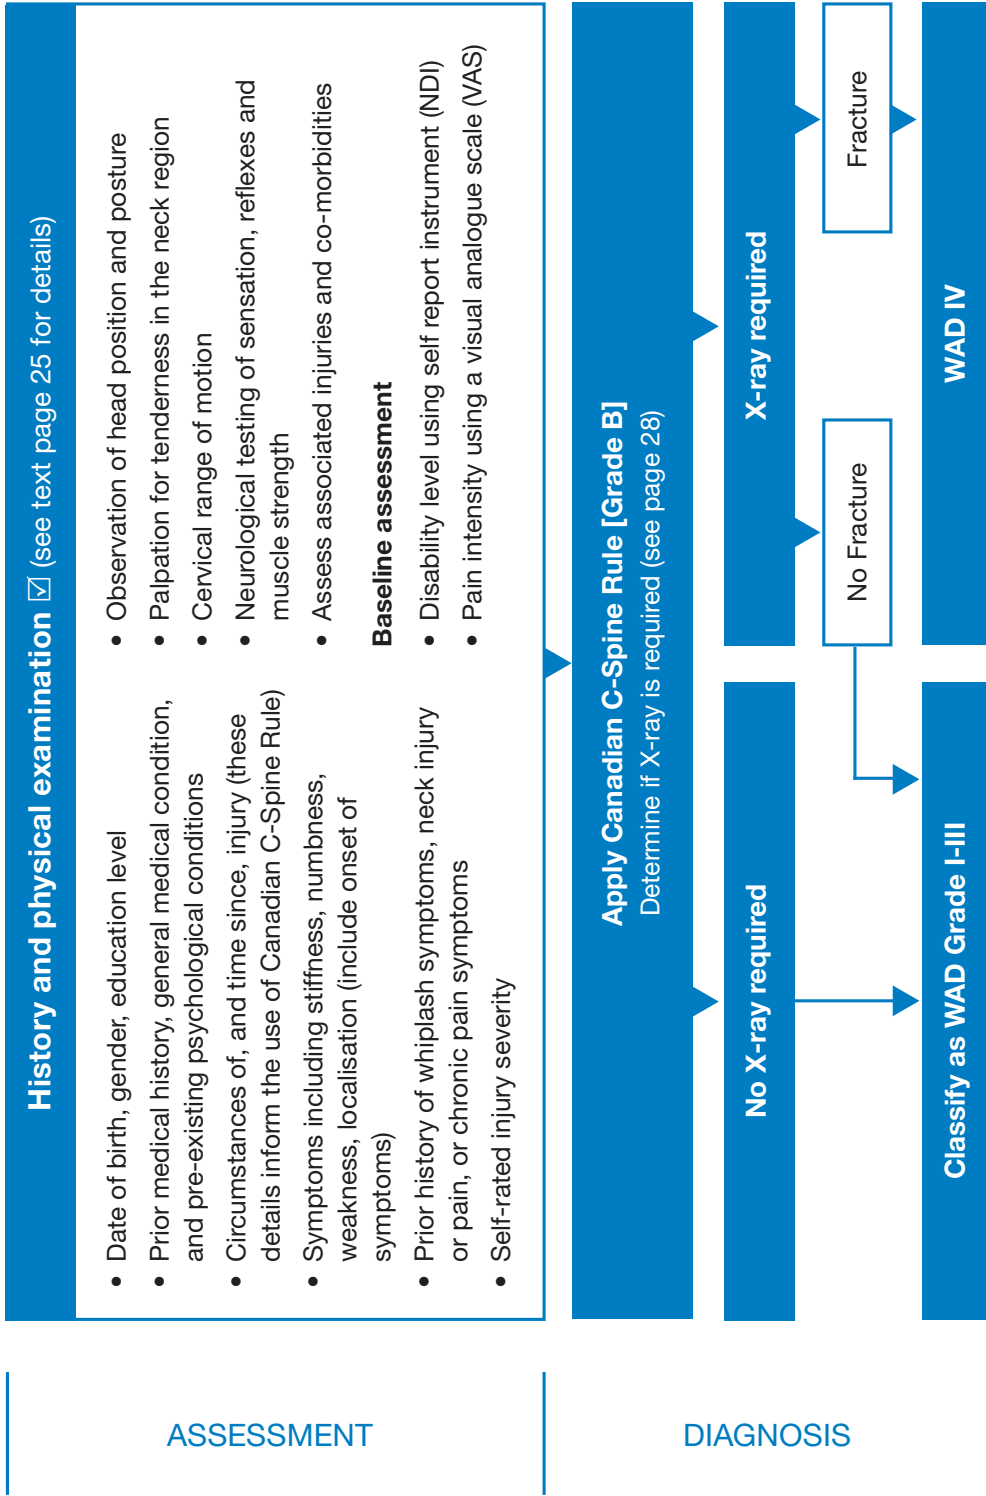 ASSESSMENT
History and physical examination ☑ (see text page 25 for details)
• Date of birth, gender, education level
• Prior medical history, general medical condition,
and pre-existing psychological conditions
• Circumstances of, and time since, injury (these
details inform the use of Canadian C-Spine Rule)
• Symptoms including stiffness, numbness,
weakness, localisation (include onset of
symptoms)
• Prior history of whiplash symptoms, neck injury
or pain, or chronic pain symptoms
• Self-rated injury severity
• Observation of head position and posture
• Palpation for tenderness in the neck region
• Cervical range of motion
• Neurological testing of sensation, reflexes and
muscle strength
• Assess associated injuries and co-morbidities
Baseline assessment
• Disability level using self report instrument (NDI)
• Pain intensity using a visual analogue scale (VAS)
DIAGNOSIS
Apply Canadian C-Spine Rule [Grade B]
Determine if X-ray is required (see page 28)
No X-ray required
X-ray required
No Fracture
Fracture
Classify as WAD Grade I-III
WAD IV